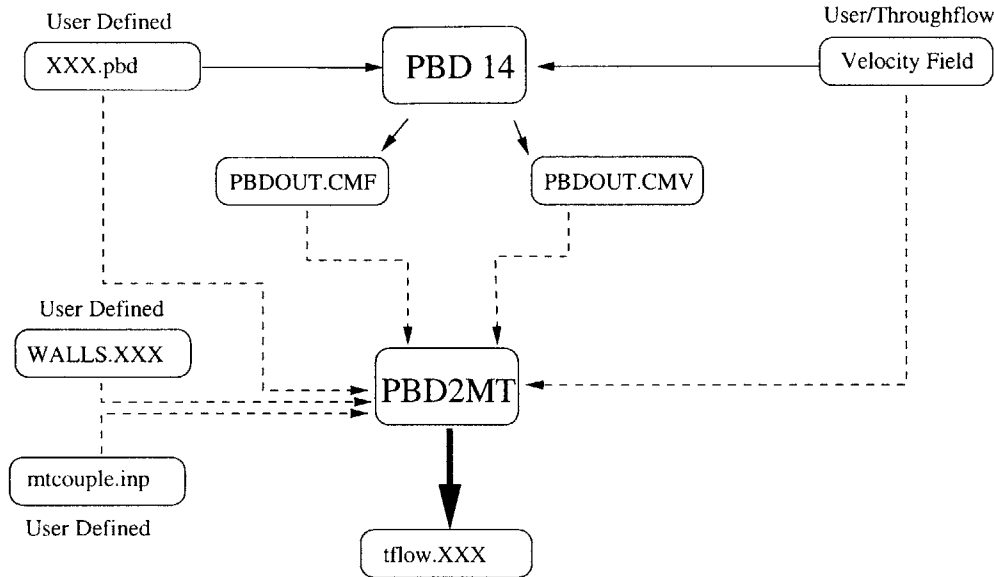 User Defined
XXX.pbd
PBD 14
User/Throughflow
Velocity Field
PBDOUT.CMF
PBDOUT.CMV
User Defined
WALLS.XXX
PBD2MT
mtcouple.inp
User Defined
tflow.XXX